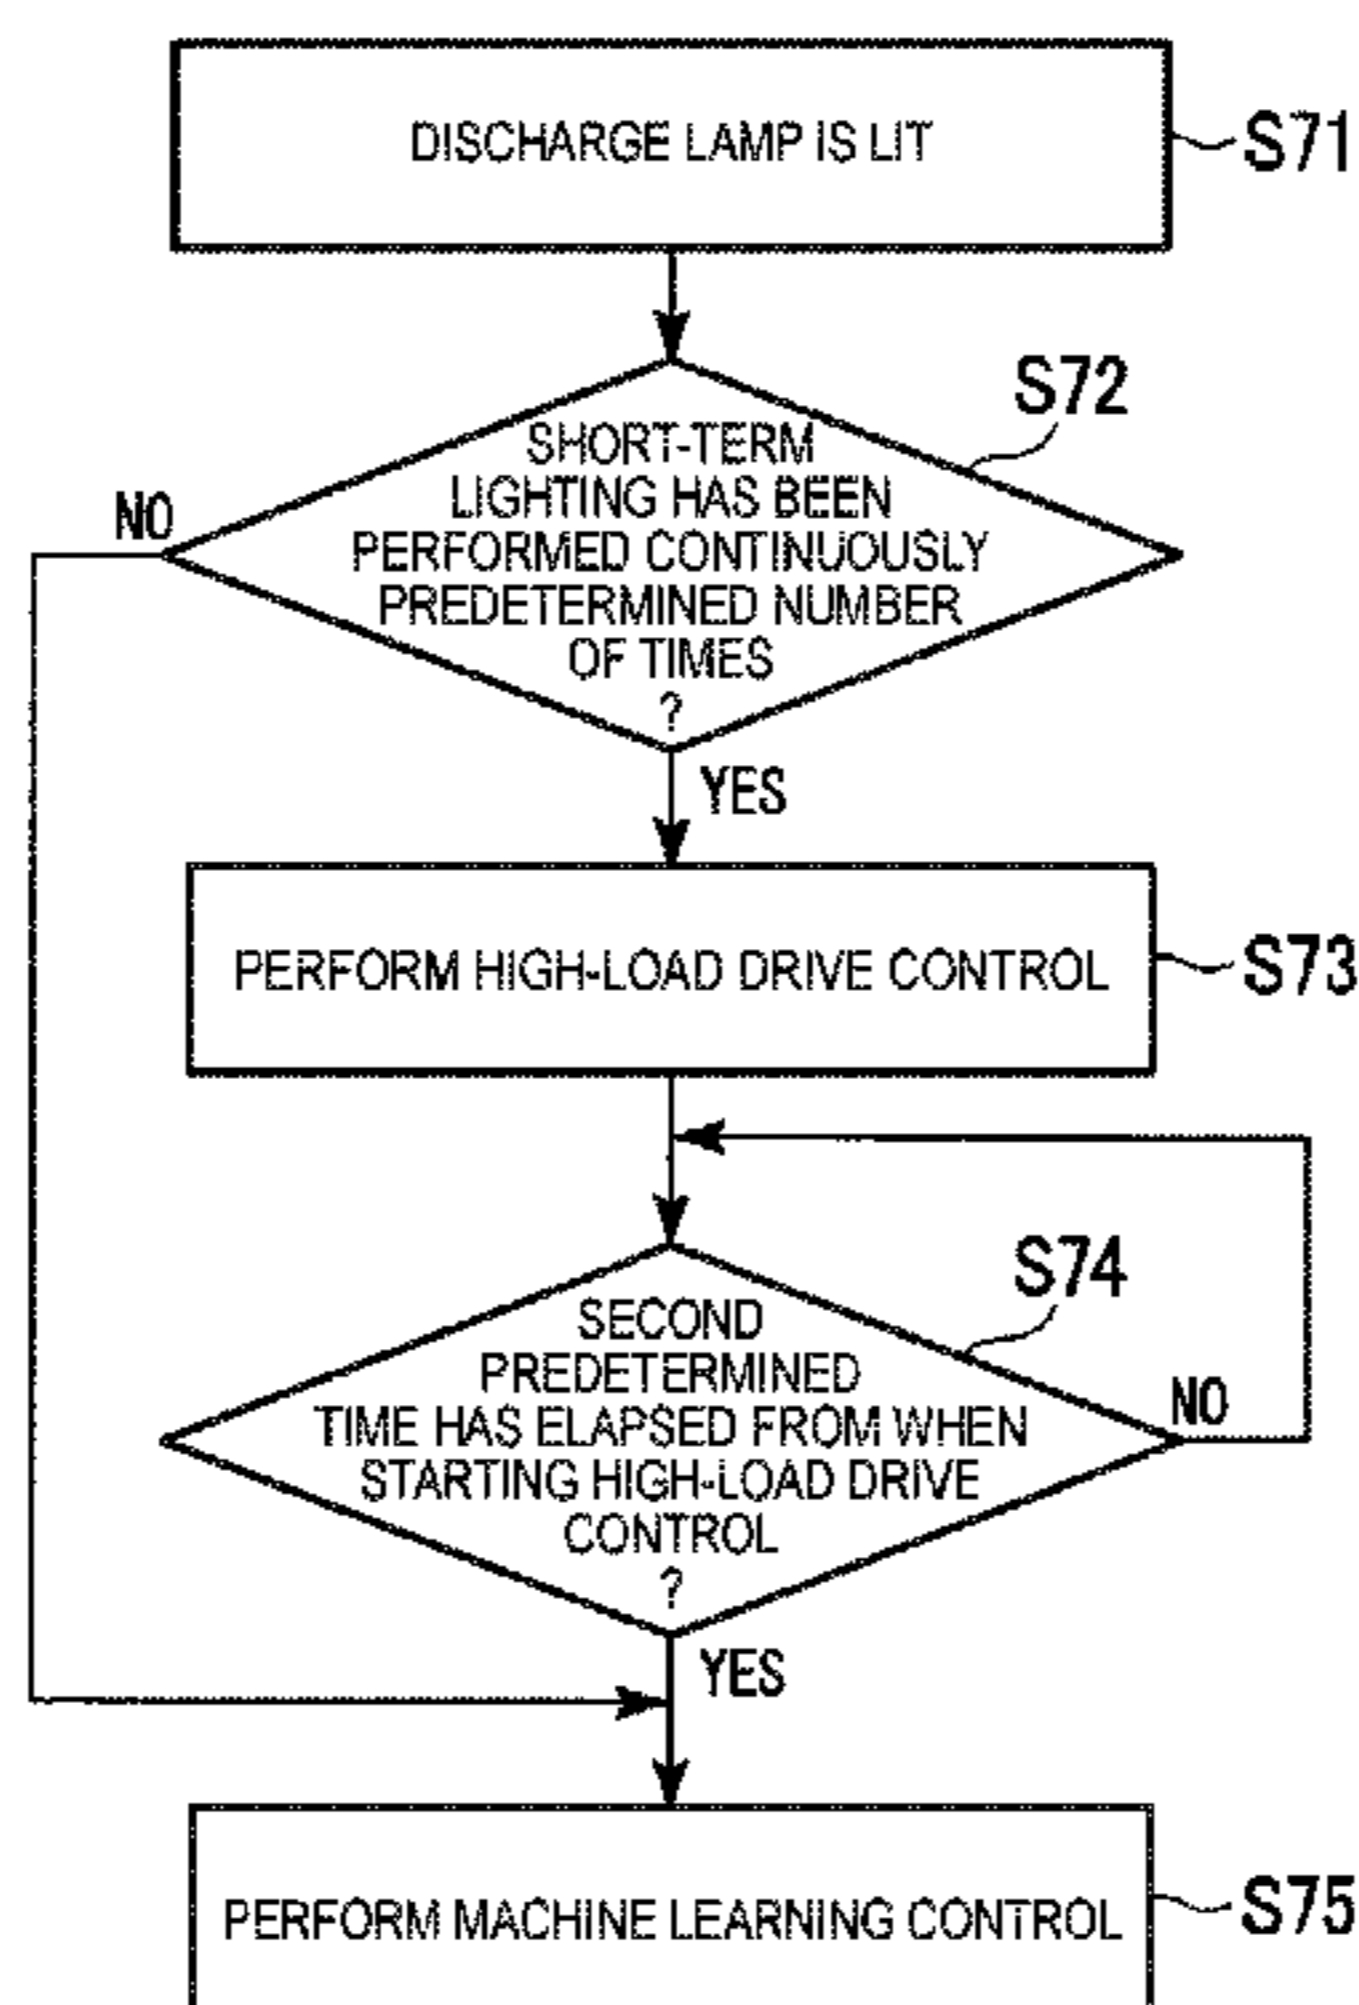 DISCHARGE LAMP IS LIT
S71
S72
SHORT-TERM
LIGHTING HAS BEEN
PERFORMED CONTINUOUSLY
PREDETERMINED NUMBER
OF TIMES
?
NO
YES
PERFORM HIGH-LOAD DRIVE CONTROL
S73
S74
SECOND
PREDETERMINED
TIME HAS ELAPSED FROM WHEN
STARTING HIGH-LOAD DRIVE
CONTROL
?
NO
YES
PERFORM MACHINE LEARNING CONTROL
S75